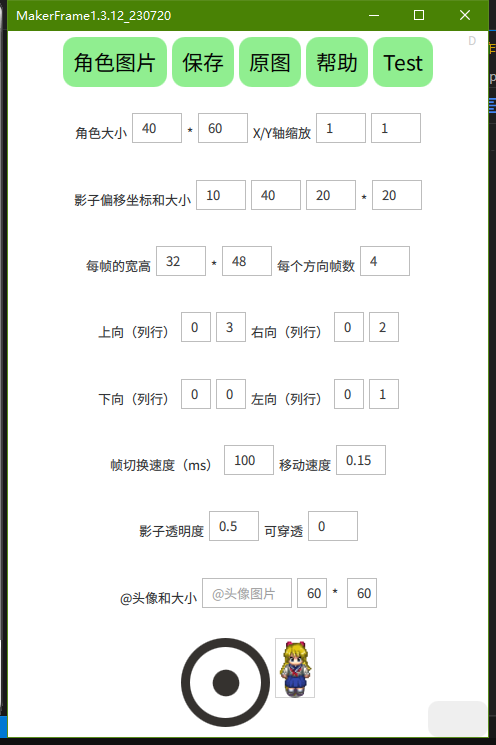 MakerFrame1.3.12_230720
D
角色图片 保存 原图 帮助 Test
角色大小 40 * 60 X/Y轴缩放 1 1
影子偏移坐标和大小 10 40 20 * 20
每帧的宽高 32 * 48 每个方向帧数 4
上向（列行） 0 3 右向（列行） 0 2
下向（列行） 0 0 左向（列行） 0 1
帧切换速度（ms） 100 移动速度 0.15
影子透明度 0.5 可穿透 0
@头像和大小 @头像图片 60 * 60